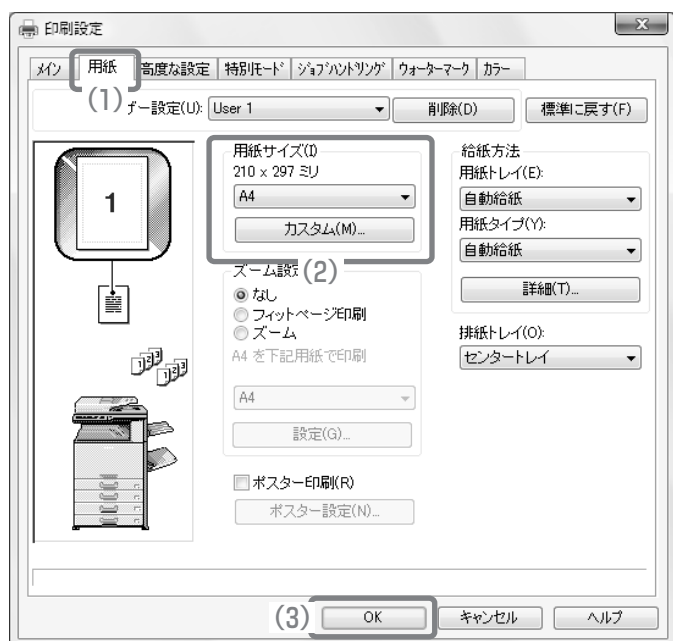 印刷設定
メイン 用紙 高度な設定 特別モード ジョブハンドリング ウォーターマーク カラー
(1) ザー設定(U): User 1 削除(D) 標準に戻す(F)
用紙サイズ(I)
210 x 297 ミリ
A4
カスタム(M)...
(2)
ズーム設
なし
フィットページ印刷
ズーム
A4 を下記用紙で印刷
A4
設定(G)...
ポスター印刷(R)
ポスター設定(N)...
給紙方法
用紙トレイ(E):
自動給紙
用紙タイプ(Y):
自動給紙
詳細(T)...
排紙トレイ(O):
センタートレイ
1
1 2 3
1 2 3
(3) OK キャンセル ヘルプ